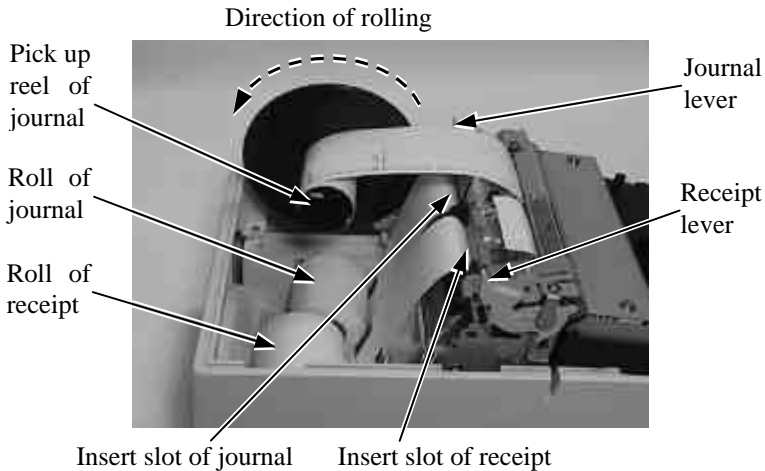 Direction of rolling
Pick up
reel of
journal
Journal
lever
Roll of
journal
Receipt
lever
Roll of
receipt
Insert slot of journal
Insert slot of receipt